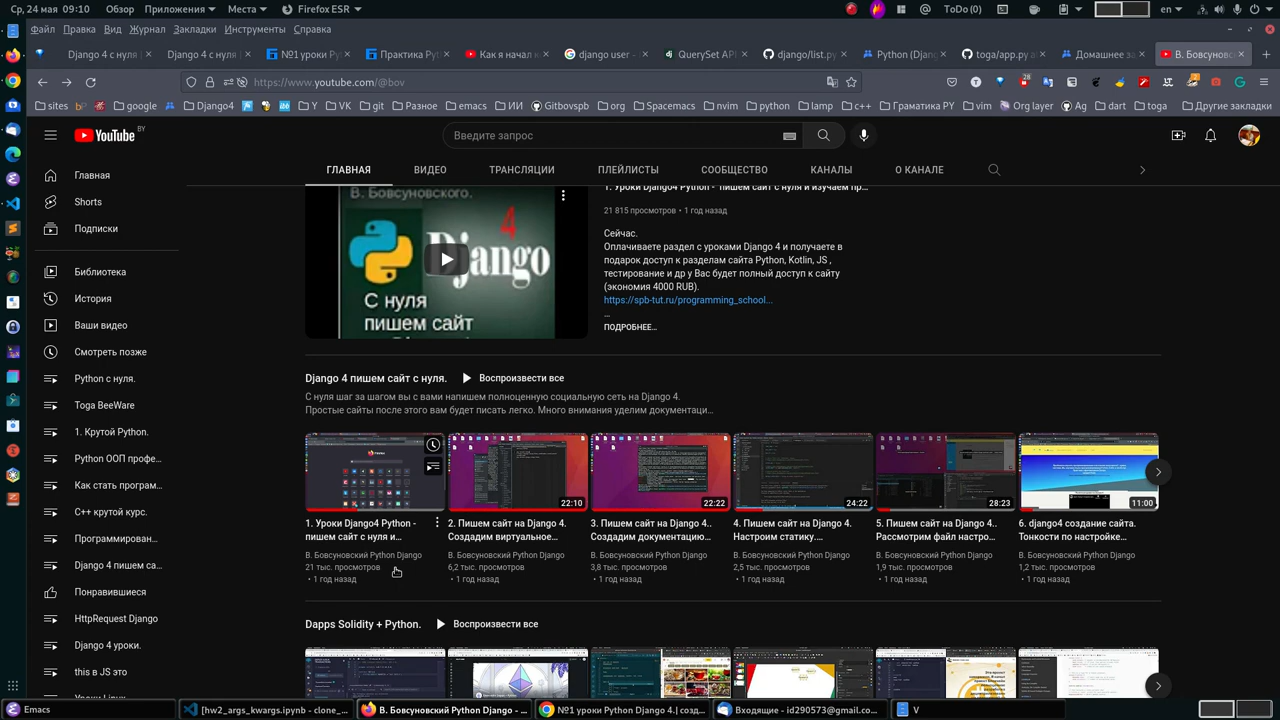 Ср, 24 мая 09:10 Обзор Приложения Места Firefox ESR @ ToDo(0) en
Файл Правка Вид Журнал Закладки Инструменты Справка
Django 4 с нуля Django 4 с нуля №1 уроки Py Практика Py Как я начал django user - QuerySet AP django/list.py Python (Djan toga/app.py a Домашнее за В. Бовсуновс
https://www.youtube.com/@bov 28
sites bP google Django4 Y VK git Разное emacs ИИ Gitbovspb org Spacemacs nvim python lamp c++ Граматика РУ vim Org layer Ag dart toga Другие закладки
YouTube BY Введите запрос
ГЛАВНАЯ ВИДЕО ТРАНСЛЯЦИИ ПЛЕЙЛИСТЫ СООБЩЕСТВО КАНАЛЫ О КАНАЛЕ
Главная
Shorts
Подписки
Библиотека
История
Ваши видео
Смотреть позже
Python с нуля.
Toga BeeWare
1. Крутой Python.
Python ООП профе...
Как стать програм...
C++ крутой курс.
Программирован...
Django 4 пишем са...
Понравившиеся
HttpRequest Django
Django 4 уроки.
this в JS это
В. Бовсуновского.
4
Django
С нуля
пишем сайт
1. Уроки Django4 Python - пишем сайт с нуля и изучаем пр...
21 815 просмотров • 1 год назад
Сейчас.
Оплачиваете раздел с уроками Django 4 и получаете в
подарок доступ к разделам сайта Python, Kotlin, JS ,
тестирование и др у Вас будет полный доступ к сайту
(экономия 4000 RUB).
https://spb-tut.ru/programming_school...
...
ПОДРОБНЕЕ...
Django 4 пишем сайт с нуля. Воспроизвести все
С нуля шаг за шагом вы с вами напишем полноценную социальную сеть на Django 4.
Простые сайты после этого вам будет писать легко. Много внимания уделим документаци...
22:10 22:22 24:22 28:23 11:00
1. Уроки Django4 Python -
пишем сайт с нуля и...
В. Бовсуновский Python Django
21 тыс. просмотров
• 1 год назад
2. Пишем сайт на Django 4.
Создадим виртуальное...
В. Бовсуновский Python Django
6,2 тыс. просмотров
• 1 год назад
3. Пишем сайт на Django 4..
Создадим документацию...
В. Бовсуновский Python Django
3,8 тыс. просмотров
• 1 год назад
4. Пишем сайт на Django 4.
Настроим статику....
В. Бовсуновский Python Django
2,5 тыс. просмотров
• 1 год назад
5. Пишем сайт на Django 4..
Рассмотрим файл настро...
В. Бовсуновский Python Django
1,9 тыс. просмотров
• 1 год назад
6. django4 создание сайта.
Тонкости по настройке...
В. Бовсуновский Python Django
1,2 тыс. просмотров
• 1 год назад
Dapps Solidity + Python. Воспроизвести все
Emacs Входящие - id290573@gmail.co... V